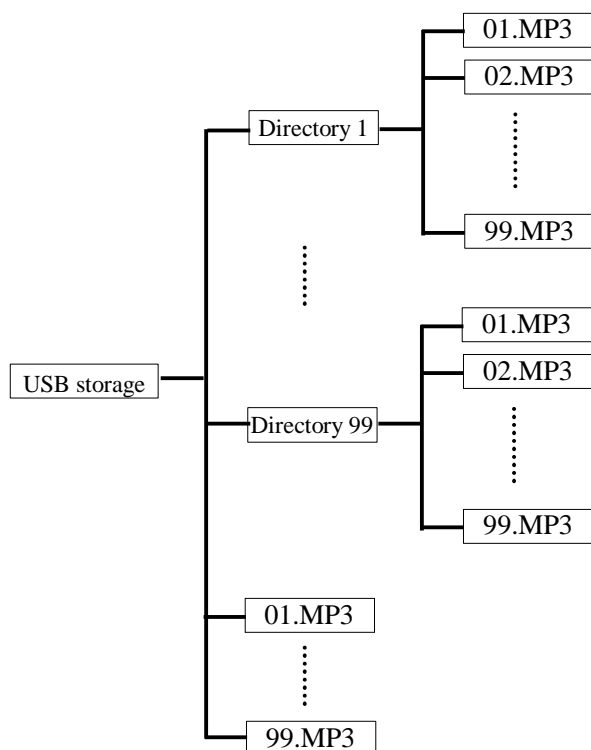 01.MP3
02.MP3
Directory 1
99.MP3
01.MP3
USB storage
02.MP3
Directory 99
99.MP3
01.MP3
99.MP3